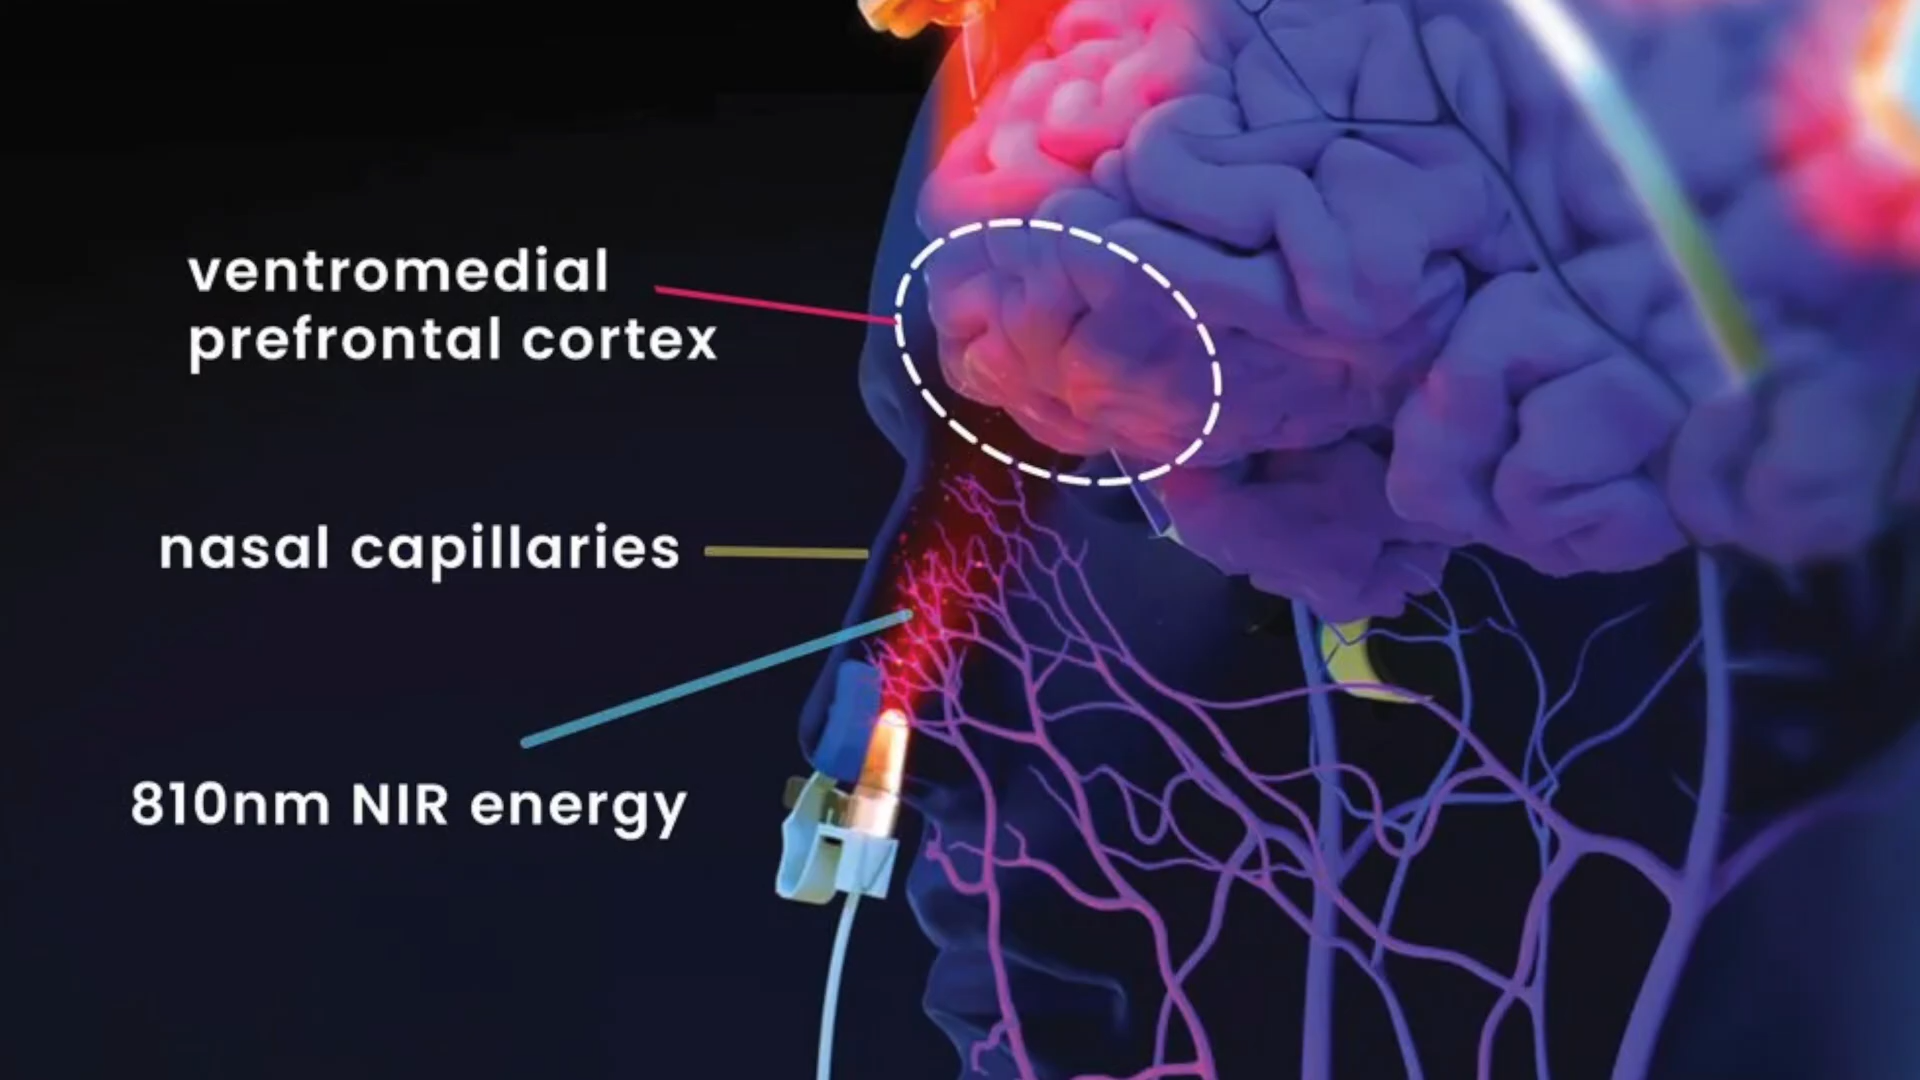 ventromedial
prefrontal cortex
nasal capillaries
810nm NIR energy